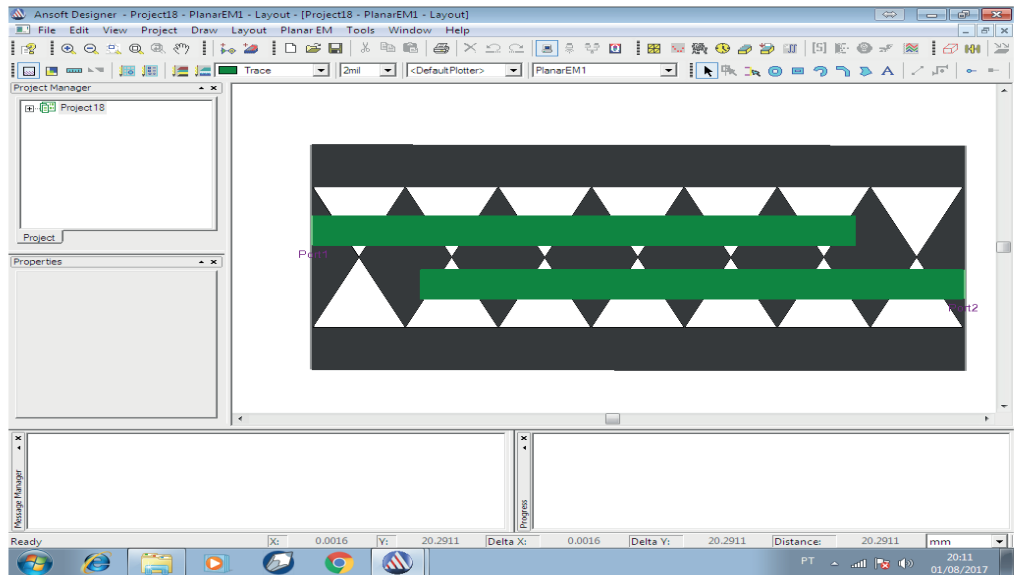 Ansoft Designer - Project18 - PlanarEM1 - Layout - [Project18 - PlanarEM1 - Layout]
File Edit View Project Draw Layout Planar EM Tools Window Help
Trace 2mil <DefaultPlotter> PlanarEM1
Project Manager
Project18
Project
Properties
Port1
Port2
Message Manager
Progress
Ready X: 0.0016 Y: 20.2911 Delta X: 0.0016 Delta Y: 20.2911 Distance: 20.2911 mm
PT 20:11
01/08/2017